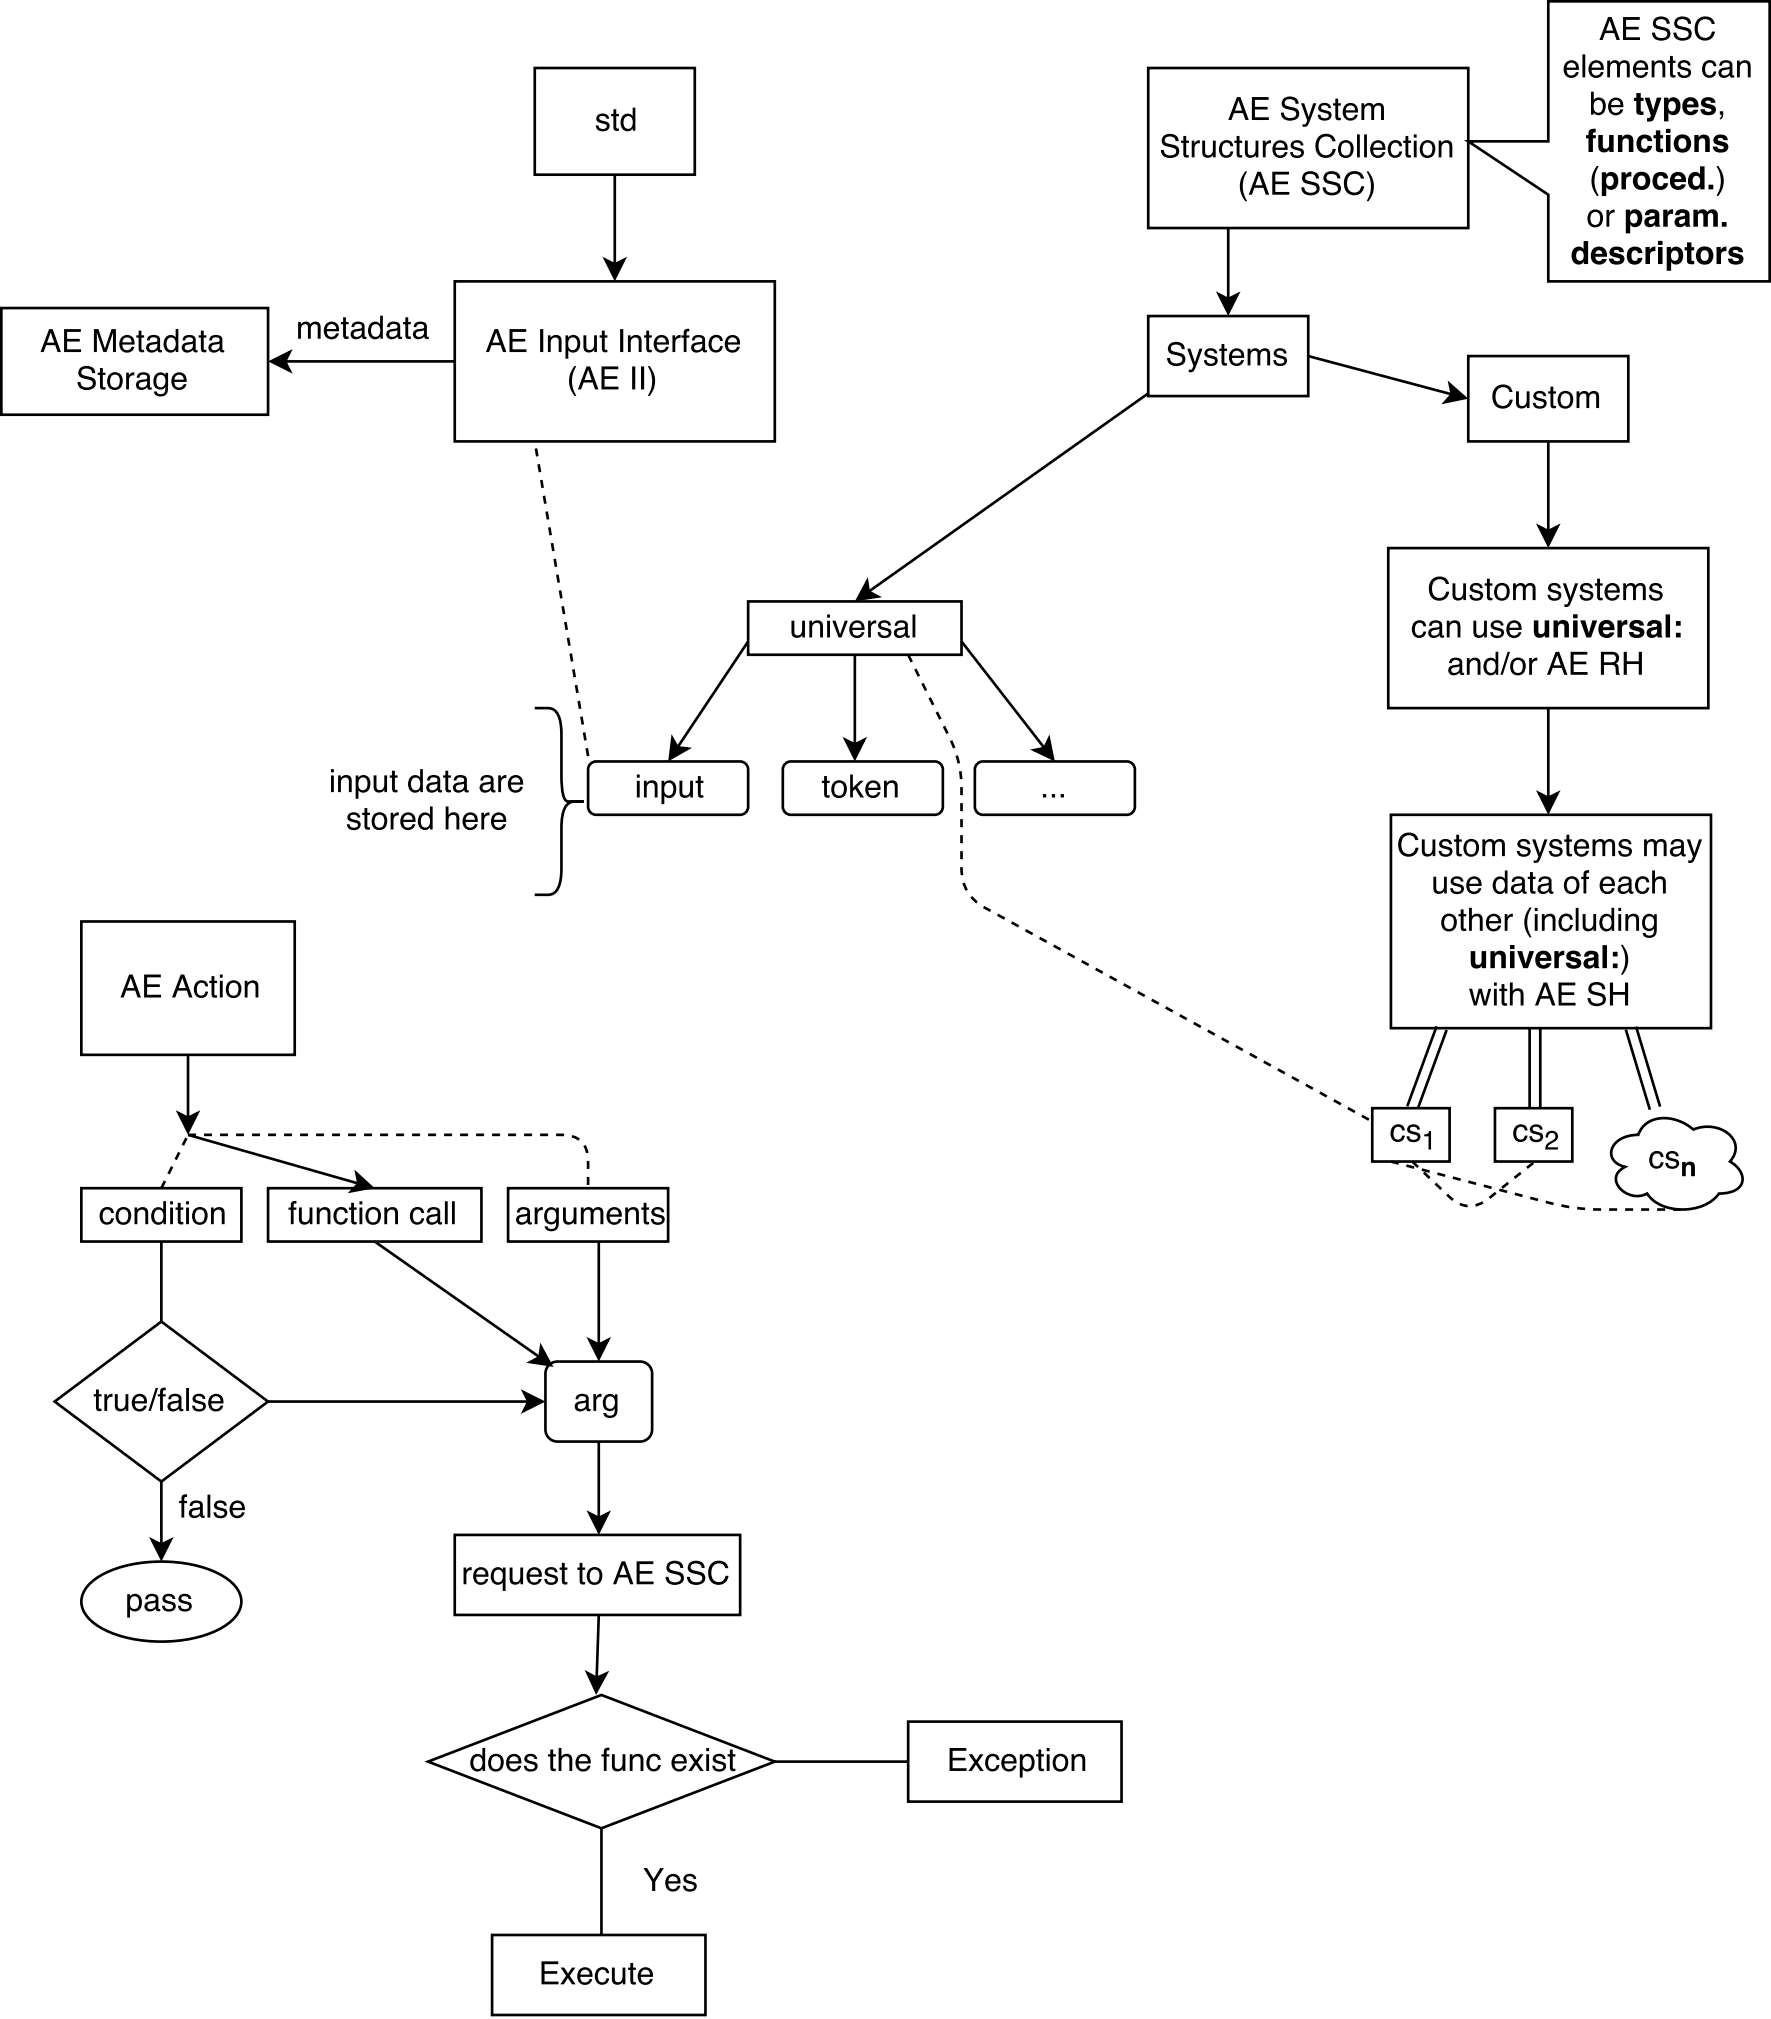 std
AE Input Interface
(AE II)
metadata
AE Metadata
Storage
AE System
Structures Collection
(AE SSC)
AE SSC
elements can
be types,
functions
(proced.)
or param.
descriptors
Systems
Custom
Custom systems
can use universal:
and/or AE RH
Custom systems may
use data of each
other (including
universal:)
with AE SH
cs1
cs2
csn
universal
input
token
...
input data are
stored here
AE Action
condition
function call
arguments
true/false
arg
false
pass
request to AE SSC
does the func exist
Exception
Yes
Execute